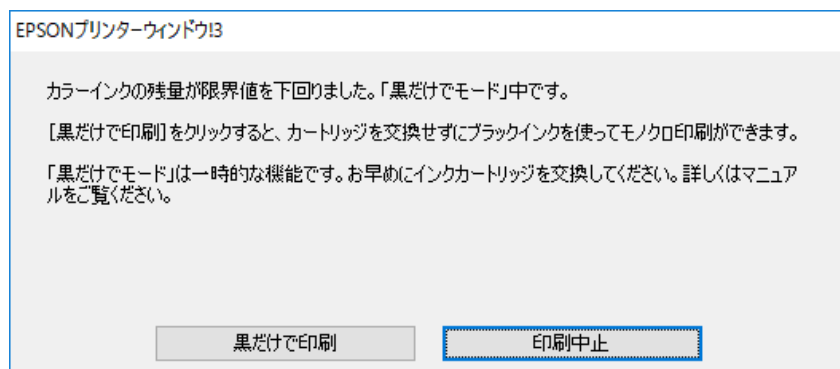 EPSONプリンターウィンドウ!3
カラーインクの残量が限界値を下回りました。「黒だけでモード」中です。
[黒だけで印刷]をクリックすると、カートリッジを交換せずにブラックインクを使ってモノクロ印刷ができます。
「黒だけでモード」は一時的な機能です。お早めにインクカートリッジを交換してください。詳しくはマニュア
ルをご覧ください。
黒だけで印刷
印刷中止